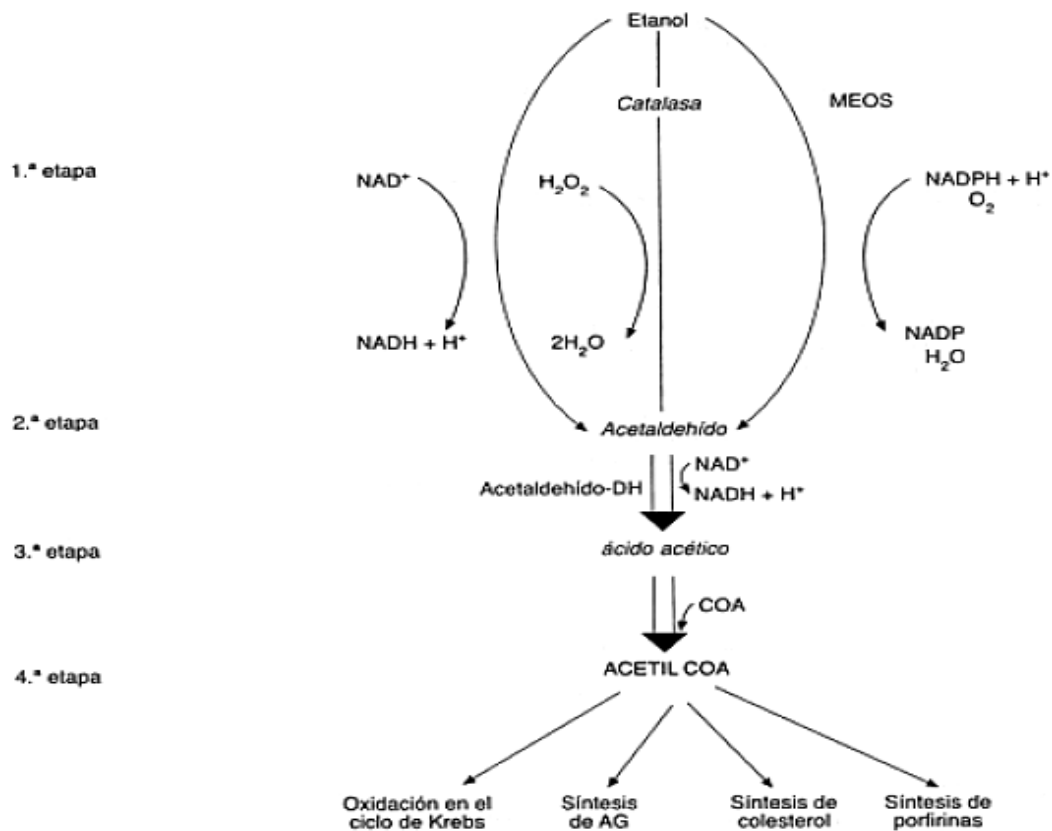 Etanol
Catalasa
MEOS
1.ª etapa
NAD⁺
H₂O₂
NADPH + H⁺
O₂
NADH + H⁺
2H₂O
NADP
H₂O
2.ª etapa
Acetaldehído
NAD⁺
Acetaldehído-DH
NADH + H⁺
3.ª etapa
ácido acético
COA
4.ª etapa
ACETIL COA
Oxidación en el
ciclo de Krebs
Síntesis
de AG
Síntesis de
colesterol
Síntesis de
porfirinas